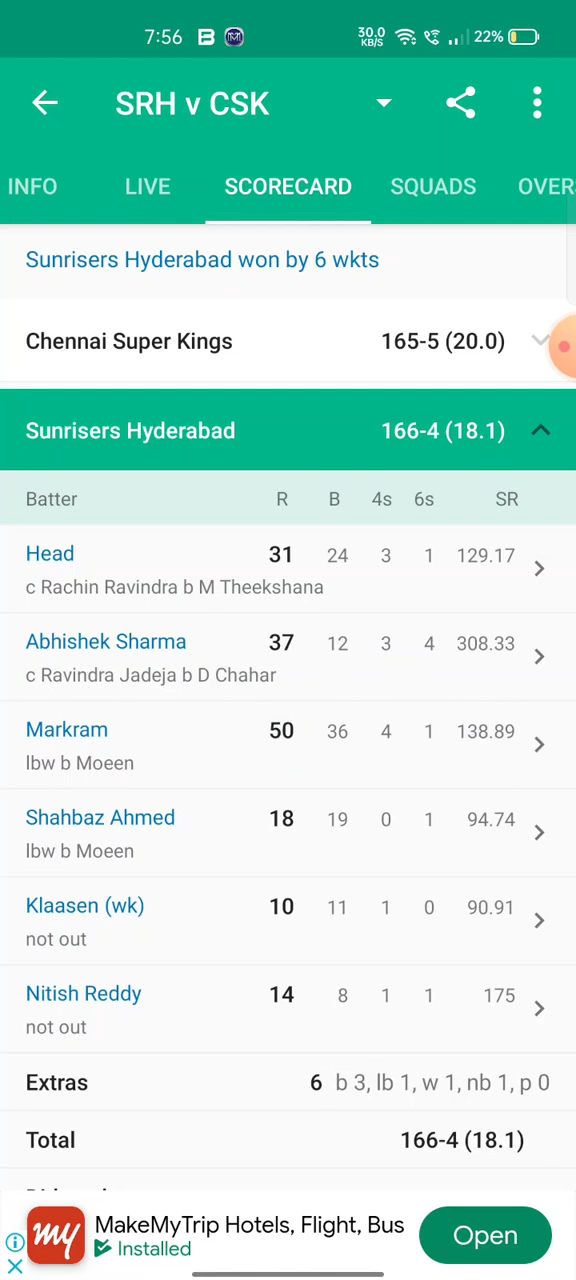 7:56 30.0 KB/S 22%
SRH v CSK
INFO LIVE SCORECARD SQUADS OVER
Sunrisers Hyderabad won by 6 wkts
Chennai Super Kings 165-5 (20.0)
Sunrisers Hyderabad 166-4 (18.1)
Batter R B 4s 6s SR
Head 31 24 3 1 129.17
c Rachin Ravindra b M Theekshana
Abhishek Sharma 37 12 3 4 308.33
c Ravindra Jadeja b D Chahar
Markram 50 36 4 1 138.89
lbw b Moeen
Shahbaz Ahmed 18 19 0 1 94.74
lbw b Moeen
Klaasen (wk) 10 11 1 0 90.91
not out
Nitish Reddy 14 8 1 1 175
not out
Extras 6 b 3, lb 1, w 1, nb 1, p 0
Total 166-4 (18.1)
my MakeMyTrip Hotels, Flight, Bus
Installed
Open